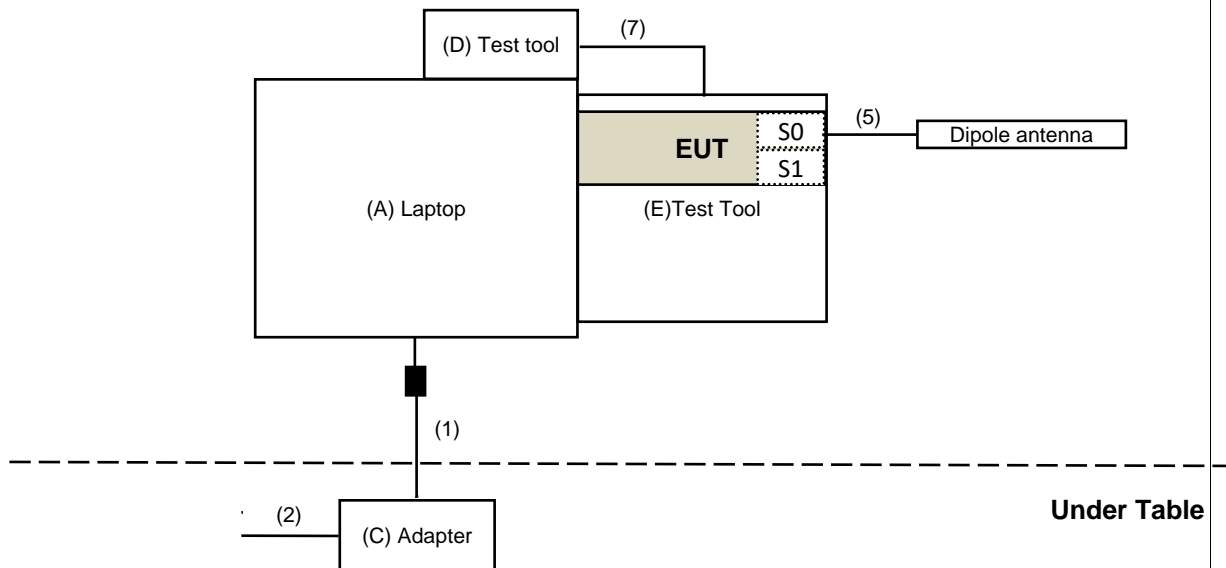 (D) Test tool
(7)
S0
(5)
Dipole antenna
EUT
S1
(A) Laptop
(E)Test Tool
(1)
Under Table
(2)
(C) Adapter